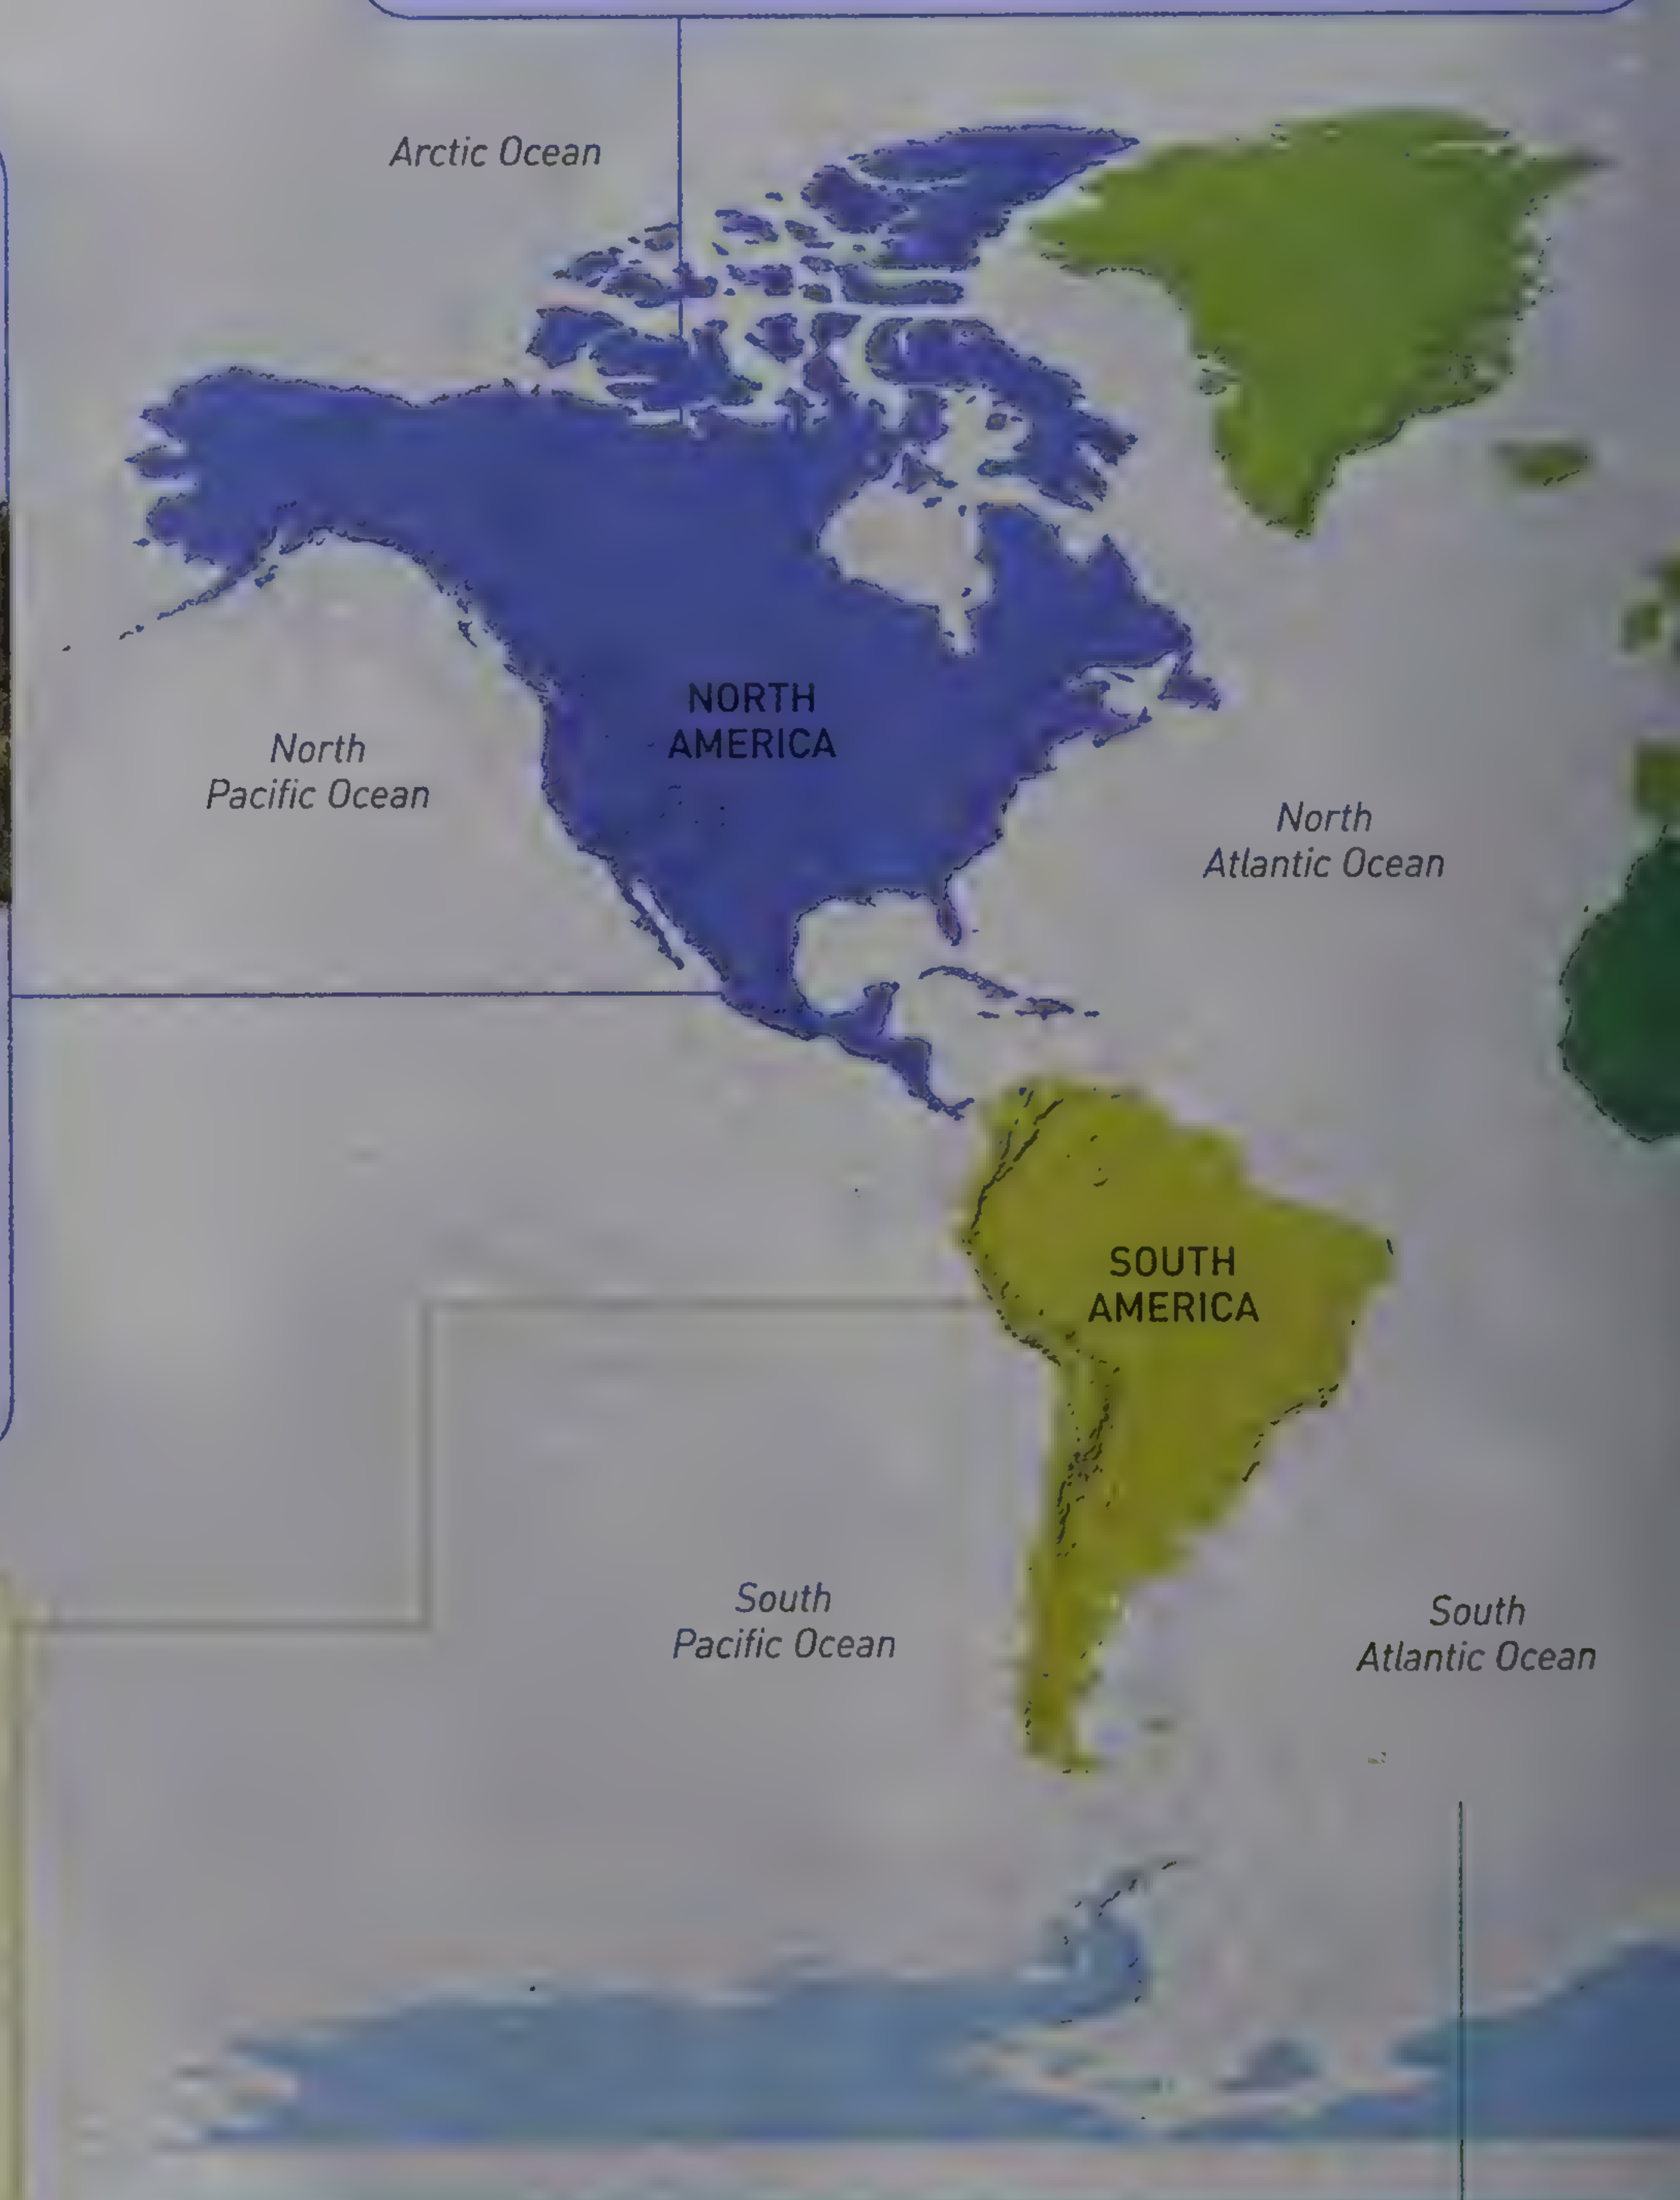 Arctic Ocean
NORTH
AMERICA
North
Pacific Ocean
North
Atlantic Ocean
SOUTH
AMERICA
South
Pacific Ocean
South
Atlantic Ocean